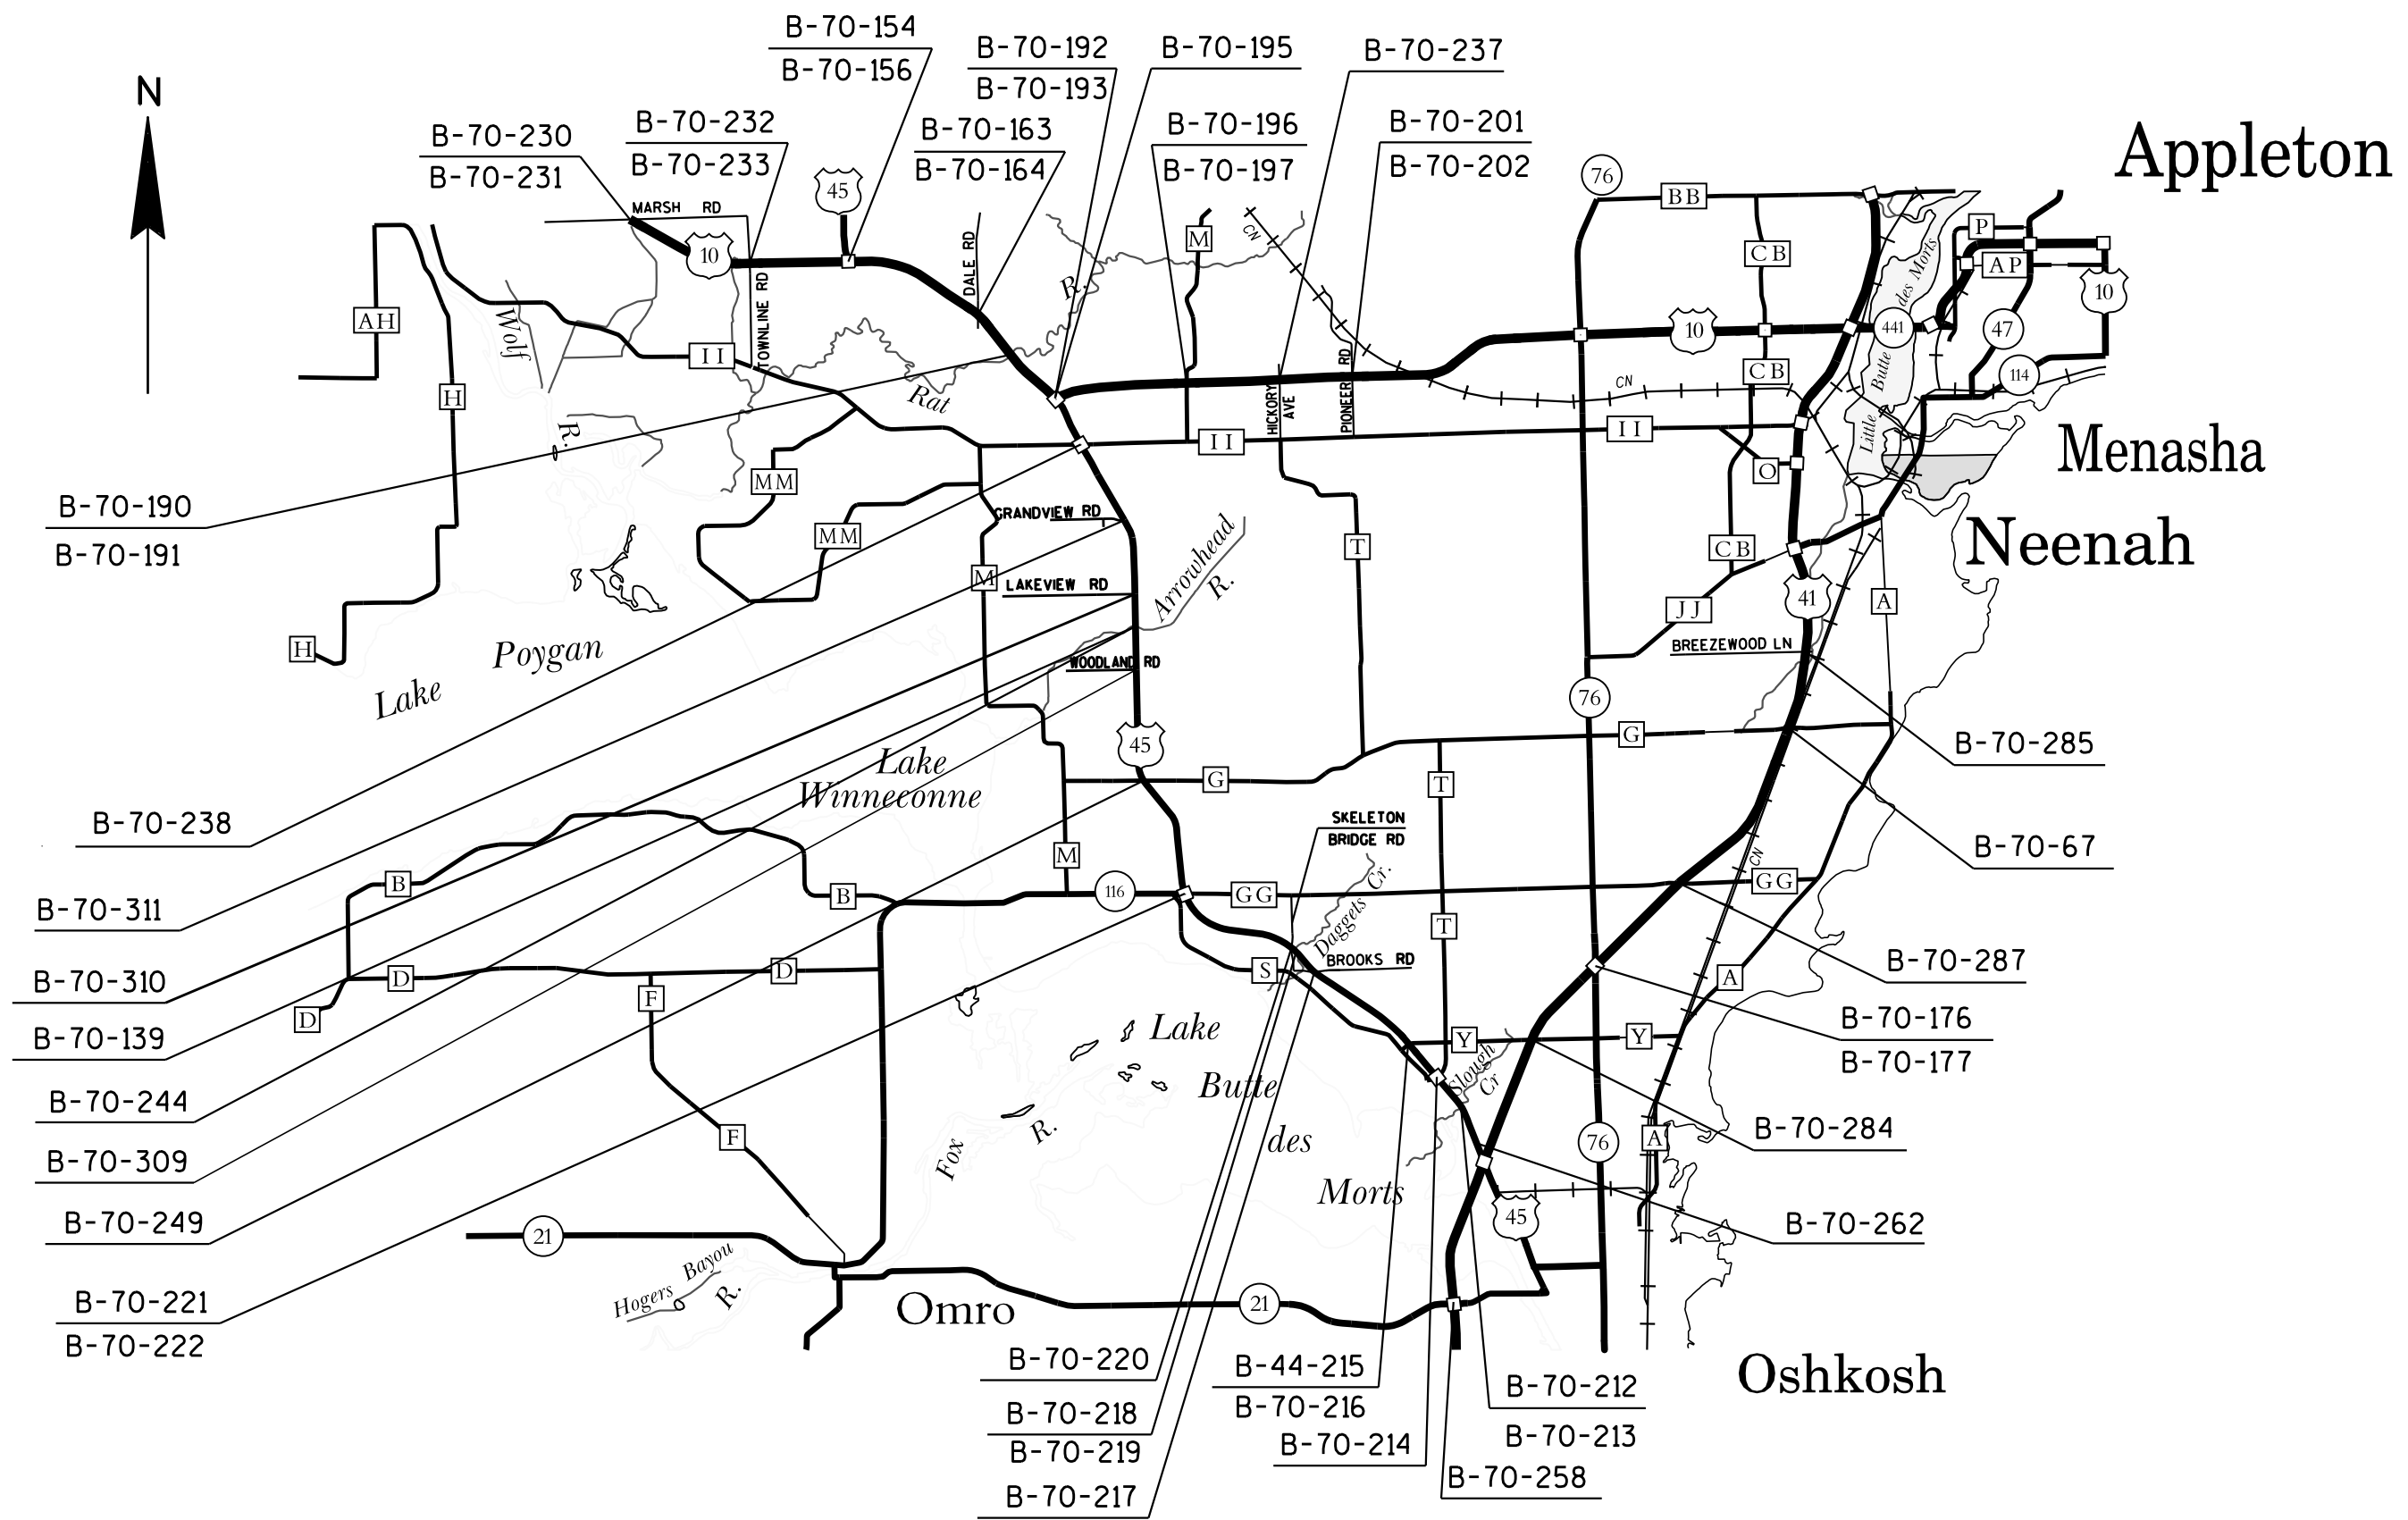 B-70-154
B-70-156
B-70-192
B-70-193
B-70-195
B-70-237
N
B-70-230
B-70-231
B-70-232
B-70-233
B-70-163
B-70-164
B-70-196
B-70-197
B-70-201
B-70-202
Appleton
45
76
BB
MARSH RD
10
M
CN
CB
P
AP
10
DALE RD
TOWNLINE RD
R.
des Morts
AH
Wolf
II
10
441
47
HICKORY
AVE
PIONEER RD
CN
CB
Butte
114
H
Rat
R.
II
II
Little
Menasha
MM
O
B-70-190
B-70-191
GRANDVIEW RD
MM
T
CB
Neenah
Arrowhead
R.
M
LAKEVIEW RD
JJ
41
A
H
Poygan
Lake
WOODLAND RD
BREEZEWOOD LN
76
45
G
B-70-285
Lake
Winneconne
G
T
B-70-238
SKELETON
BRIDGE RD
M
B-70-67
CN
B
B
116
GG
GG
Cr.
Daggets
B-70-311
T
S
BROOKS RD
B-70-287
D
D
F
A
B-70-310
D
Lake
B-70-176
B-70-177
B-70-139
Y
Y
Slough
Cr
Butte
B-70-244
F
Fox
R.
des
76
A
B-70-284
B-70-309
Morts
45
B-70-249
21
B-70-262
Hogers Bayou
R.
B-70-221
B-70-222
Omro
21
B-70-220
B-44-215
B-70-216
B-70-212
B-70-213
Oshkosh
B-70-218
B-70-219
B-70-214
B-70-258
B-70-217